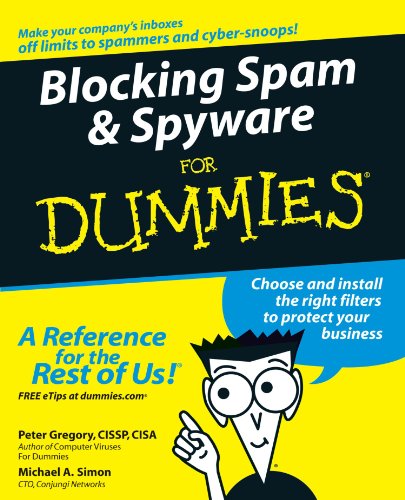 Make your company's inboxes
off limits to spammers and cyber-snoops!
Blocking Spam
& Spyware
FOR
DUMMIES®
Choose and install
the right filters
to protect your
business
A Reference
for the
Rest of Us!®
FREE eTips at dummies.com®
Peter Gregory, CISSP, CISA
Author of Computer Viruses
For Dummies
Michael A. Simon
CTO, Conjungi Networks